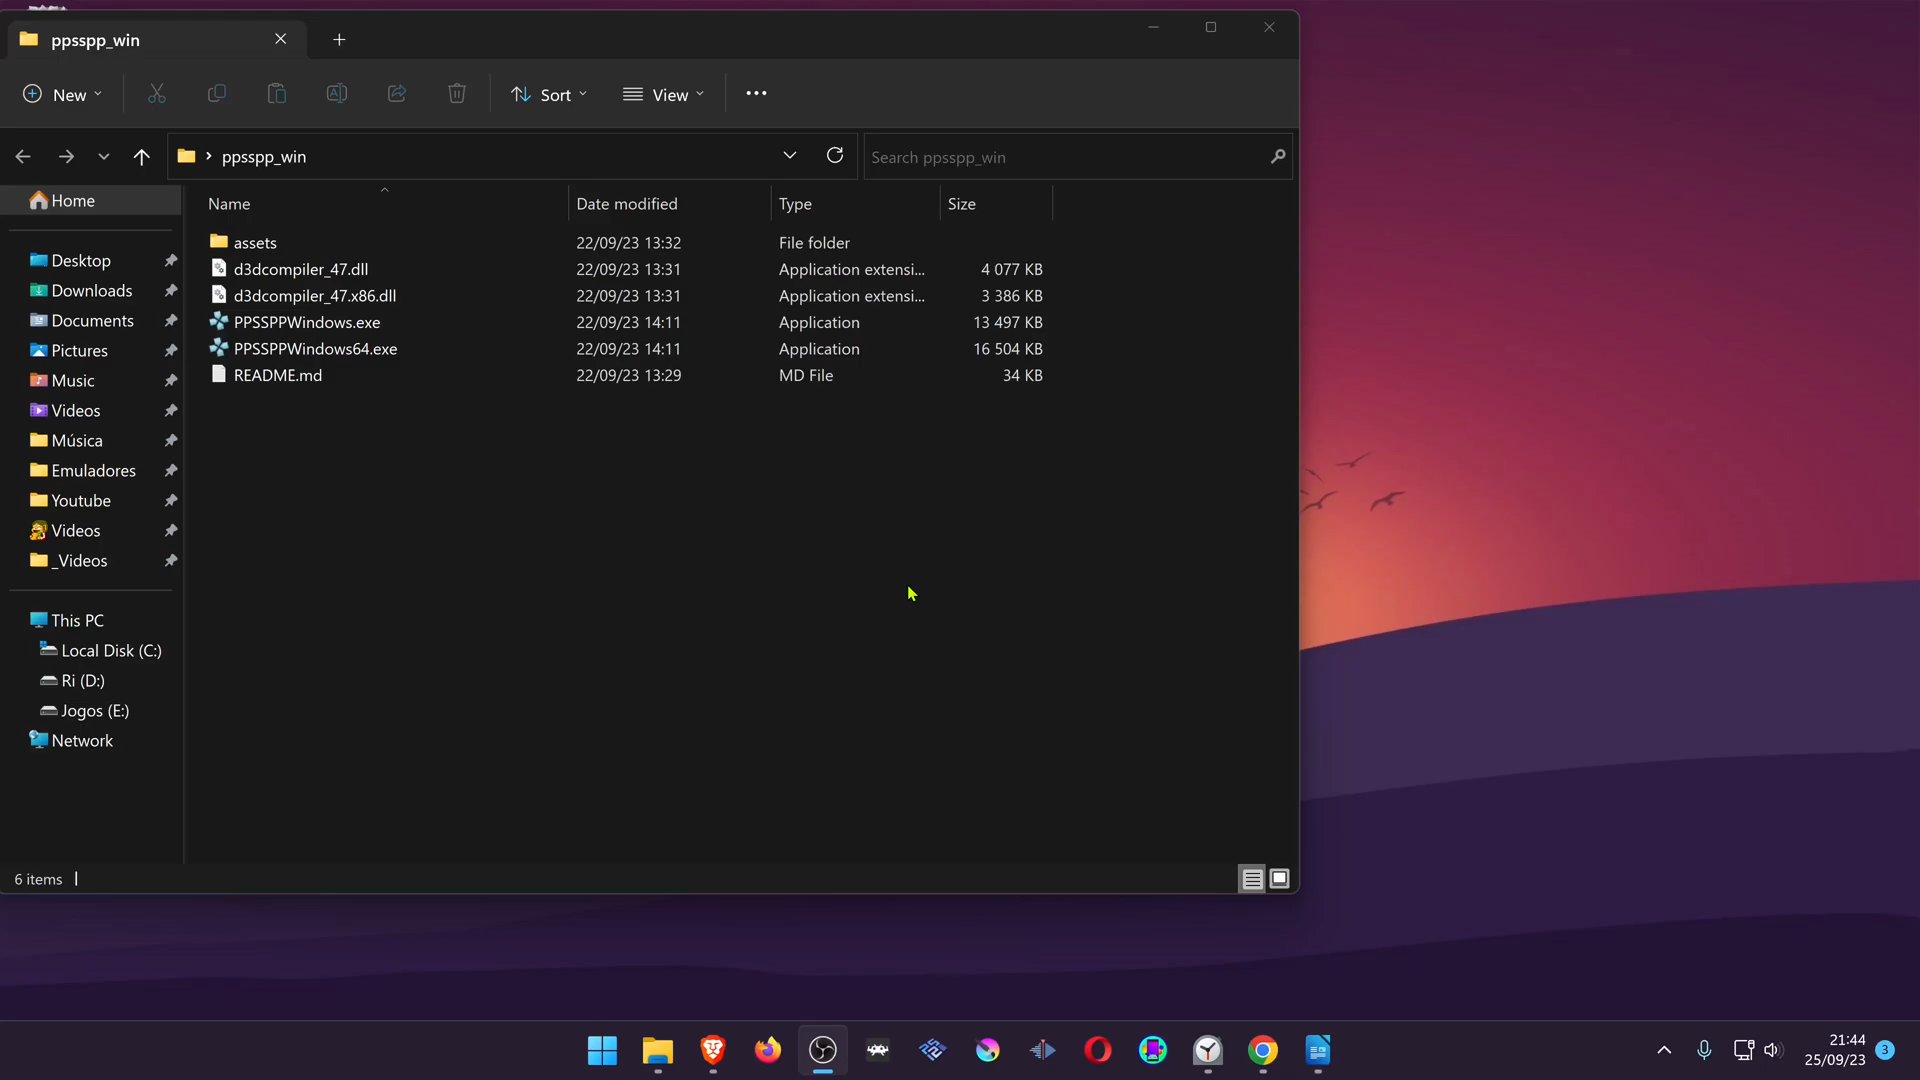 ppsspp_win
New
Sort
View
ppsspp_win
Search ppsspp_win
Home
Desktop
Downloads
Documents
Pictures
Music
Videos
Música
Emuladores
Youtube
Videos
_Videos
This PC
Local Disk (C:)
Ri (D:)
Jogos (E:)
Network
Name Date modified Type Size
assets 22/09/23 13:32 File folder
d3dcompiler_47.dll 22/09/23 13:31 Application extensi... 4 077 KB
d3dcompiler_47.x86.dll 22/09/23 13:31 Application extensi... 3 386 KB
PPSSPPWindows.exe 22/09/23 14:11 Application 13 497 KB
PPSSPPWindows64.exe 22/09/23 14:11 Application 16 504 KB
README.md 22/09/23 13:29 MD File 34 KB
6 items
21:44
25/09/23
3